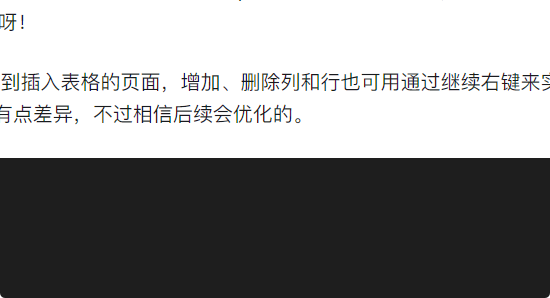 呀！
到插入表格的页面，增加、删除列和行也可用通过继续右键来实
有点差异，不过相信后续会优化的。